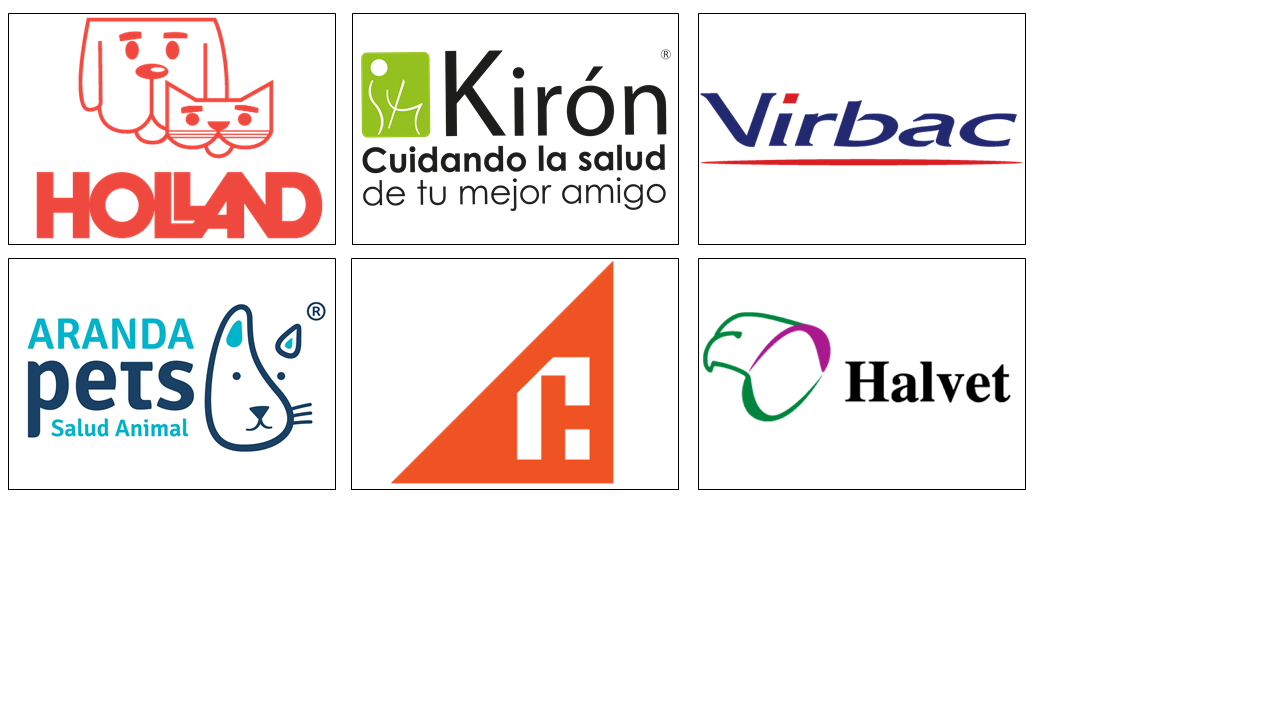 HOLLAND
Kirón ®
Cuidando la salud
de tu mejor amigo
Virbac
ARANDA ®
pets
Salud Animal
Halvet